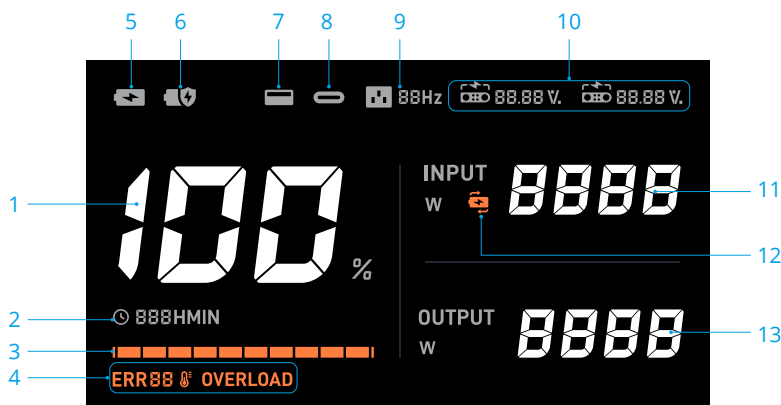 5 6 7 8 9 10
88Hz 88.88 V. 88.88 V.
1 100 %
INPUT
W 8888 11
12
2 888HMIN
OUTPUT
W 8888 13
3
4 ERR88 OVERLOAD